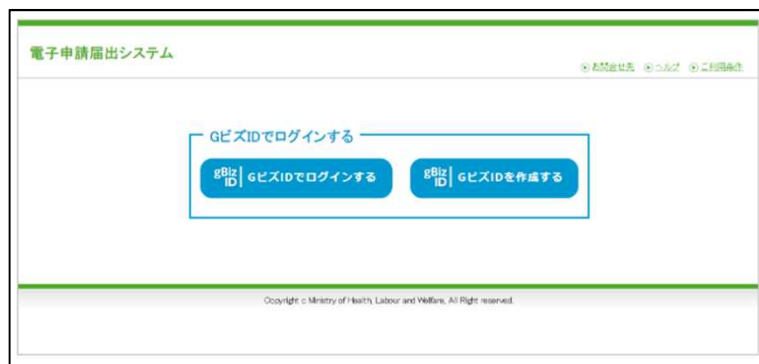 電子申請届出システム
お問合せ先 ヘルプ ご利用条件
GビズIDでログインする
gBiz ID GビズIDでログインする
gBiz ID GビズIDを作成する
Copyright c Ministry of Health, Labour and Welfare, All Right reserved.